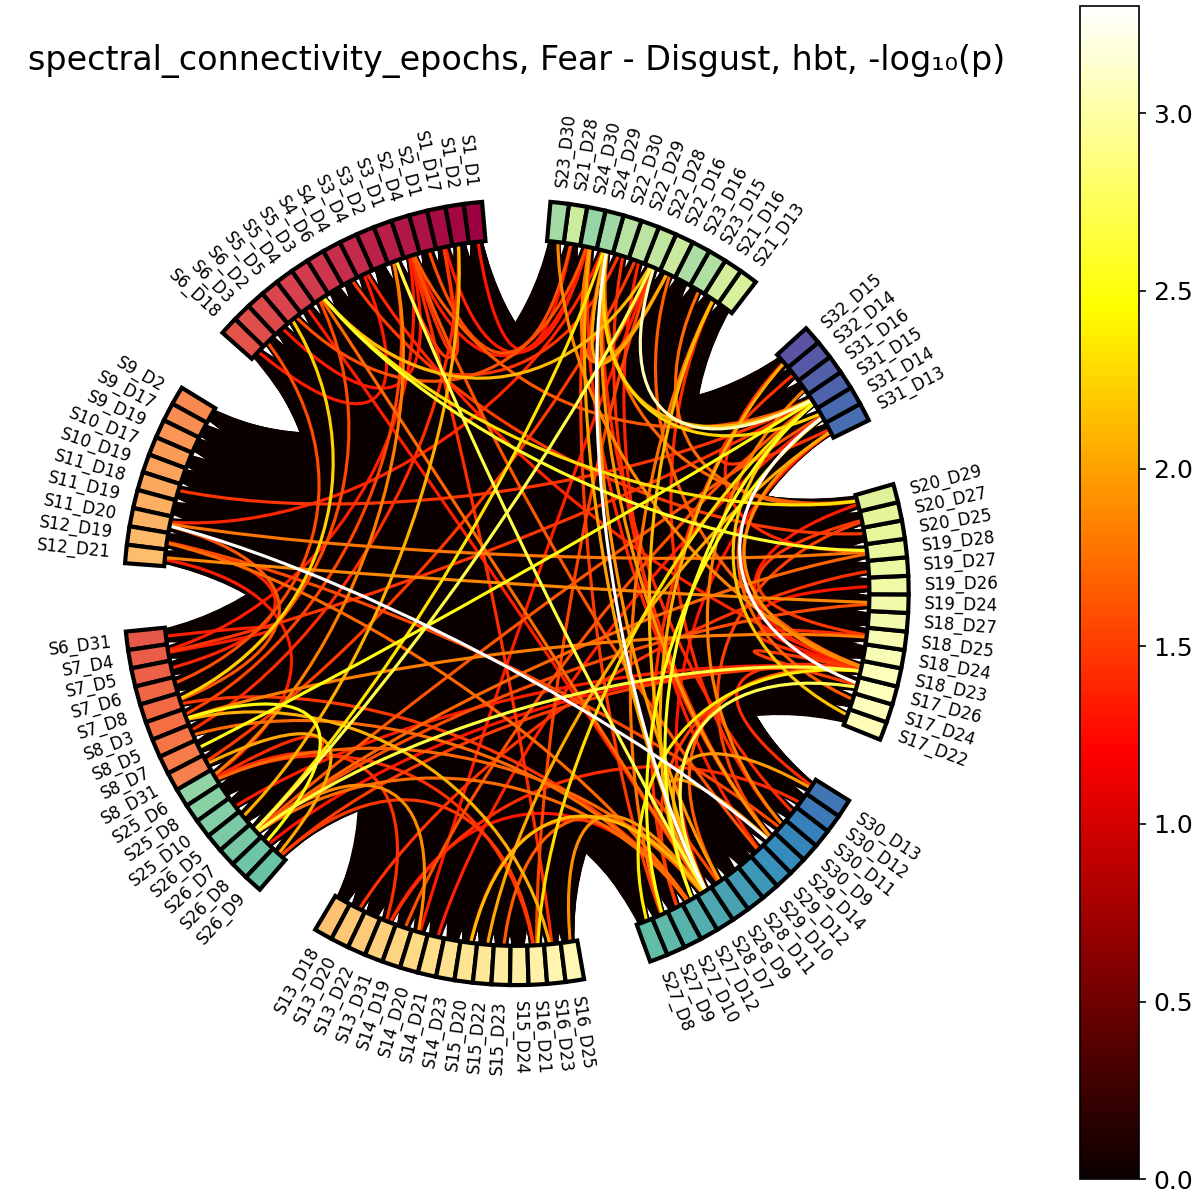 spectral_connectivity_epochs, Fear - Disgust, hbt, -log₁₀(p)
S1_D1
S1_D2
S1_D17
S2_D1
S2_D4
S3_D1
S3_D2
S3_D4
S4_D4
S4_D6
S5_D3
S5_D4
S5_D5
S6_D2
S6_D3
S6_D18
S9_D2
S9_D17
S9_D19
S10_D17
S10_D19
S11_D18
S11_D19
S11_D20
S12_D19
S12_D21
S6_D31
S7_D4
S7_D5
S7_D6
S7_D8
S8_D3
S8_D5
S8_D7
S8_D31
S25_D6
S25_D8
S25_D10
S26_D5
S26_D7
S26_D8
S26_D9
S13_D18
S13_D20
S13_D22
S13_D31
S14_D19
S14_D20
S14_D21
S14_D23
S15_D20
S15_D22
S15_D23
S15_D24
S16_D21
S16_D23
S16_D25
S27_D8
S27_D9
S27_D10
S27_D12
S28_D7
S28_D9
S28_D11
S29_D10
S29_D12
S29_D14
S30_D9
S30_D11
S30_D12
S30_D13
S17_D22
S17_D24
S17_D26
S18_D23
S18_D24
S18_D25
S18_D27
S19_D24
S19_D26
S19_D27
S19_D28
S20_D25
S20_D27
S20_D29
S31_D13
S31_D14
S31_D15
S31_D16
S32_D14
S32_D15
S21_D13
S21_D16
S23_D15
S23_D16
S22_D16
S22_D28
S22_D29
S22_D30
S24_D29
S24_D30
S21_D28
S23_D30
3.0
2.5
2.0
1.5
1.0
0.5
0.0